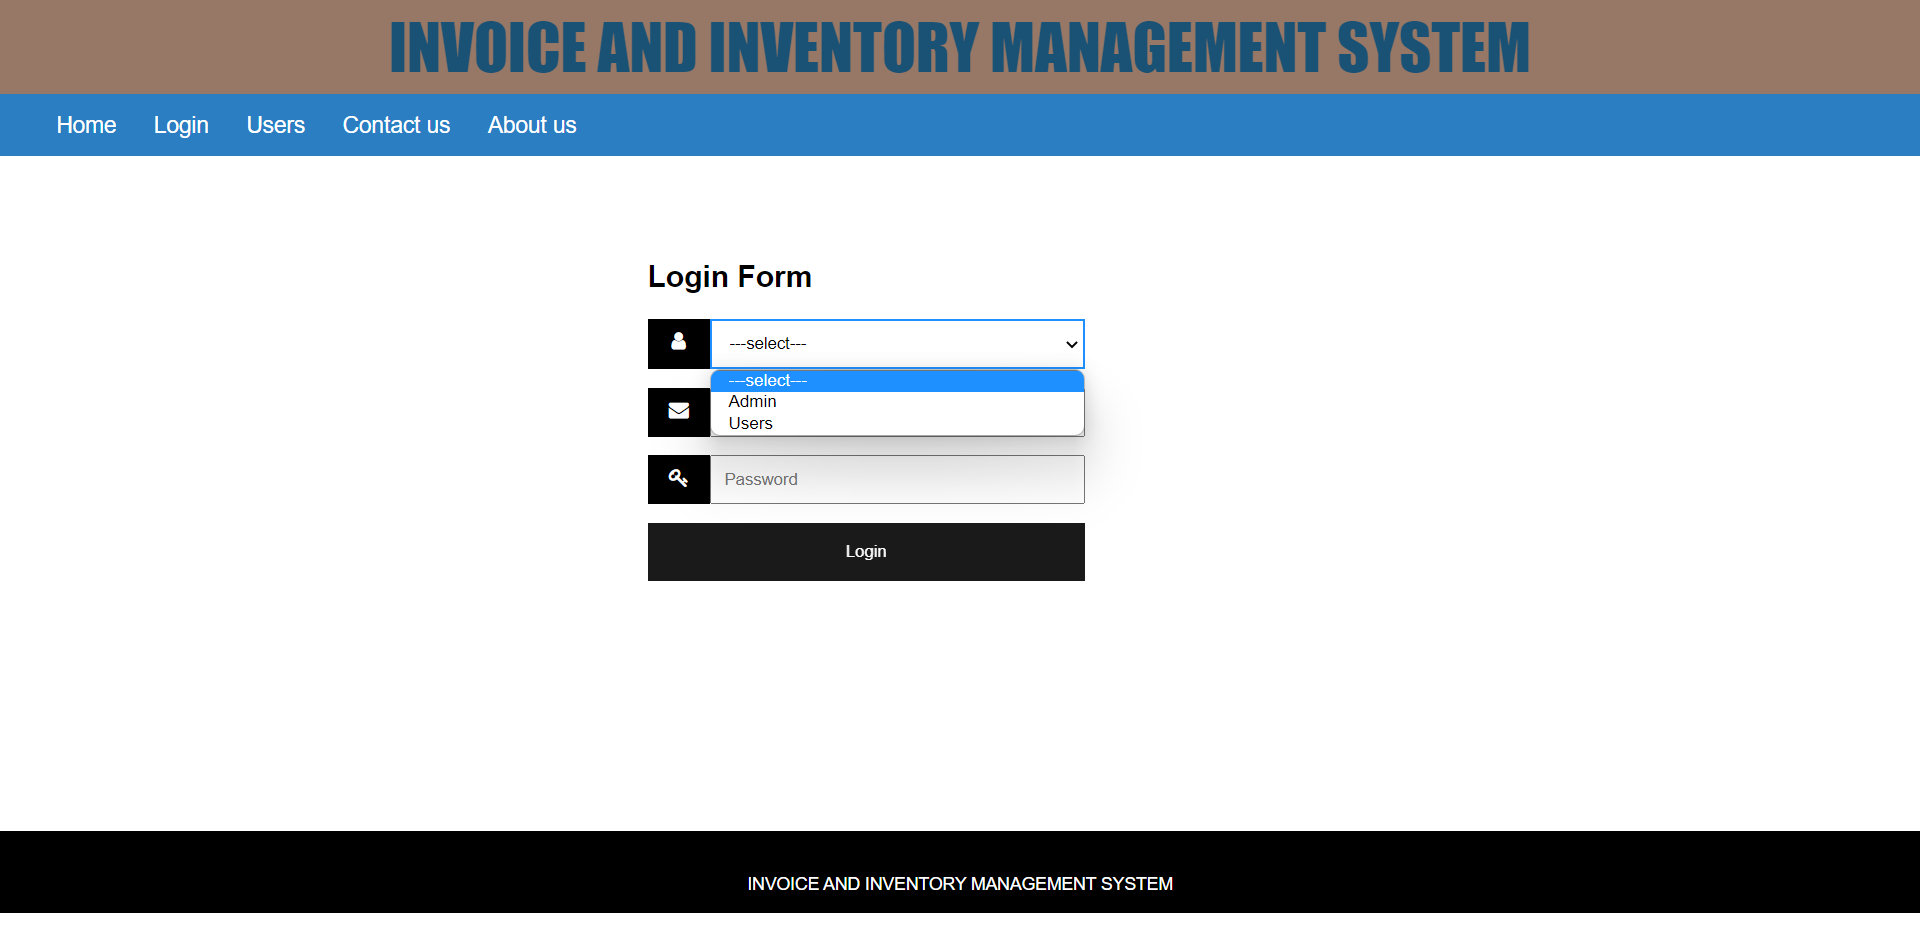 INVOICE AND INVENTORY MANAGEMENT SYSTEM
Home Login Users Contact us About us
Login Form
---select---
---select---
Admin
Users
Password
Login
INVOICE AND INVENTORY MANAGEMENT SYSTEM